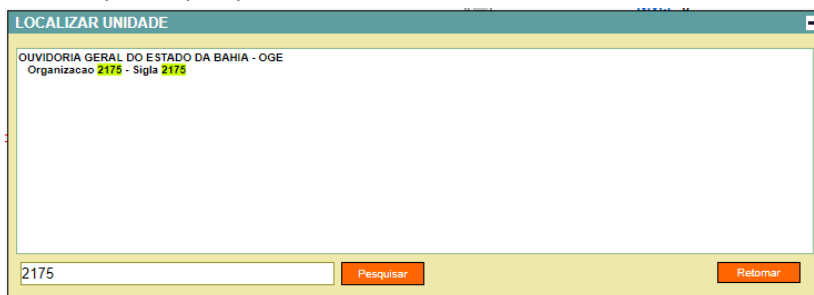 LOCALIZAR UNIDADE
OUVIDORIA GERAL DO ESTADO DA BAHIA - OGE
Organizacao 2175 - Sigla 2175
2175
Pesquisar
Retornar